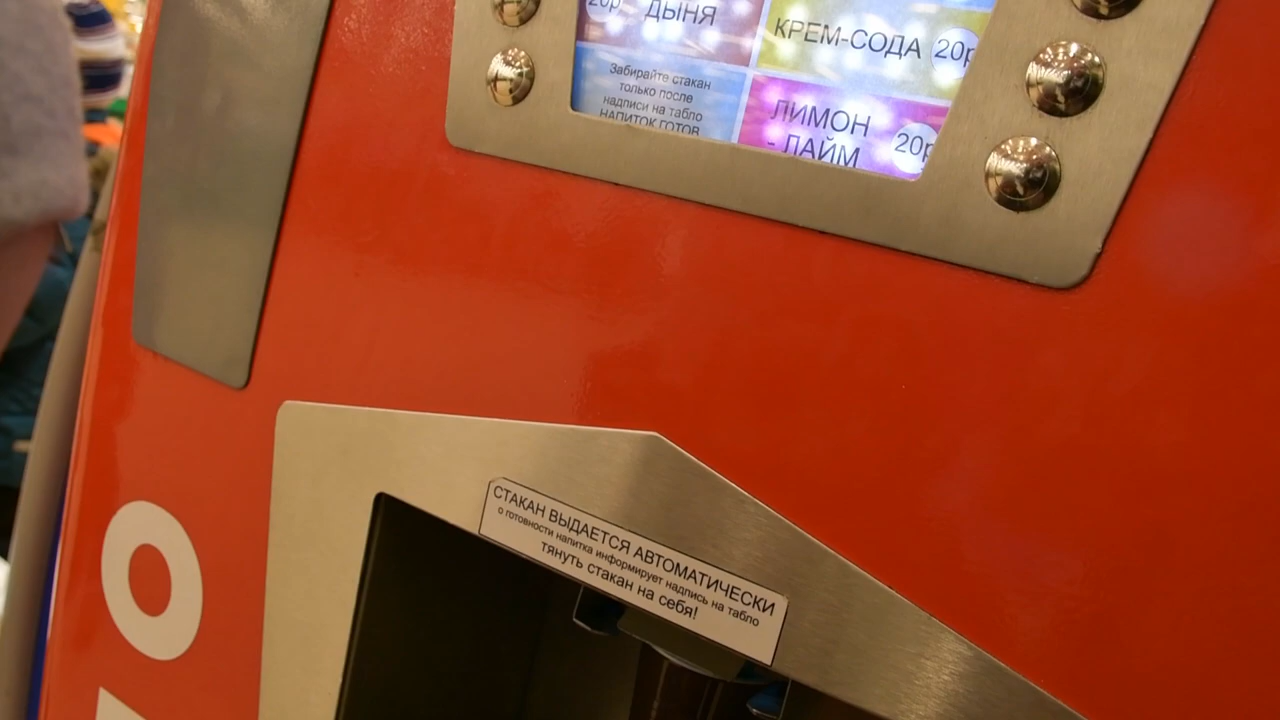 20р ДЫНЯ
КРЕМ-СОДА 20р
Забирайте стакан
только после
надписи на табло
НАПИТОК ГОТОВ
ЛИМОН
- ЛАЙМ 20р
СТАКАН ВЫДАЕТСЯ АВТОМАТИЧЕСКИ
о готовности напитка информирует надпись на табло
тянуть стакан на себя!
О